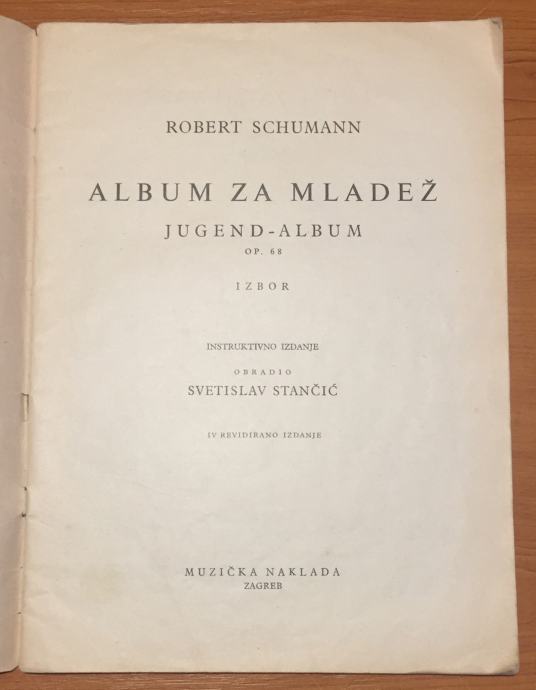 ROBERT SCHUMANN
ALBUM ZA MLADEŽ
JUGEND-ALBUM
OP. 68
IZBOR
INSTRUKTIVNO IZDANJE
OBRADIO
SVETISLAV STANČIĆ
IV REVIDIRANO IZDANJE
MUZIČKA NAKLADA
ZAGREB